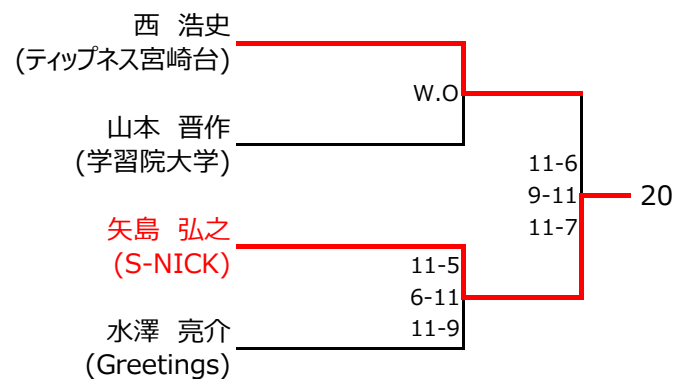 西 浩史
(ティップネス宮崎台)
W.O
山本 晋作
(学習院大学)
11-6
9-11
11-7
20
矢島 弘之
(S-NICK)
11-5
6-11
11-9
水澤 亮介
(Greetings)